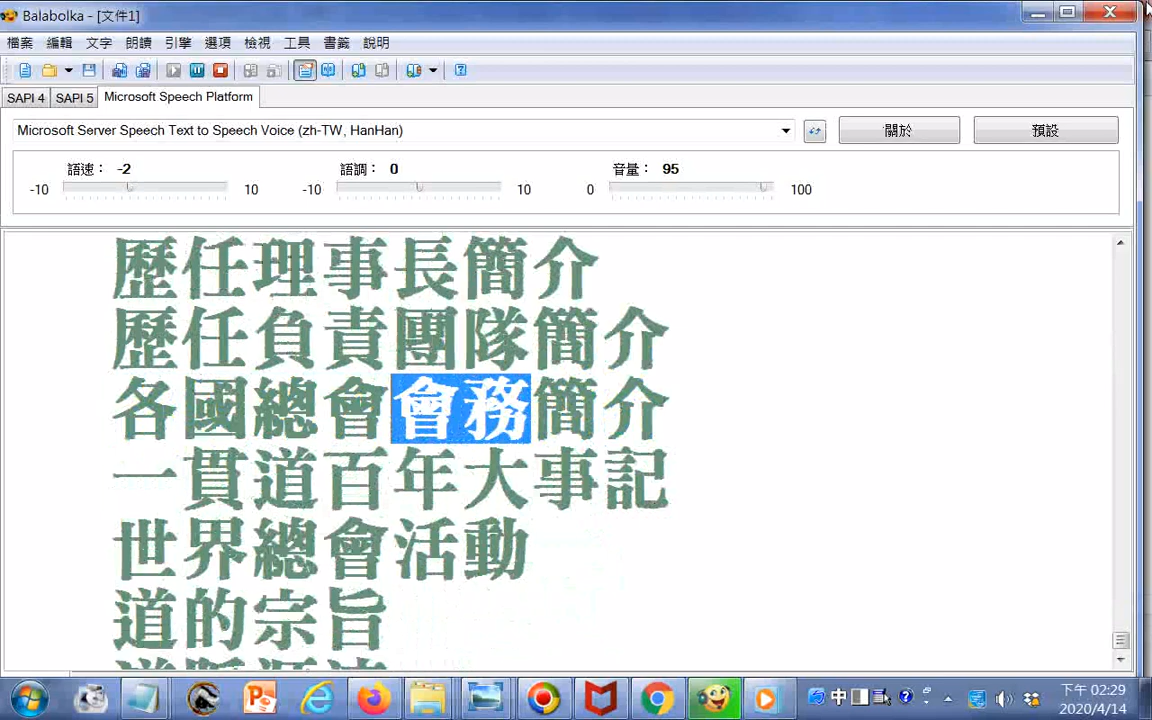 Balabolka - [文件1]
檔案 編輯 文字 朗讀 引擎 選項 檢視 工具 書籤 說明
SAPI 4 SAPI 5 Microsoft Speech Platform
Microsoft Server Speech Text to Speech Voice (zh-TW, HanHan) 關於 預設
語速： -2 語調： 0 音量： 95
-10 10 -10 10 0 100
歷任理事長簡介
歷任負責團隊簡介
各國總會會務簡介
一貫道百年大事記
世界總會活動
道的宗旨
中 下午 02:29
2020/4/14